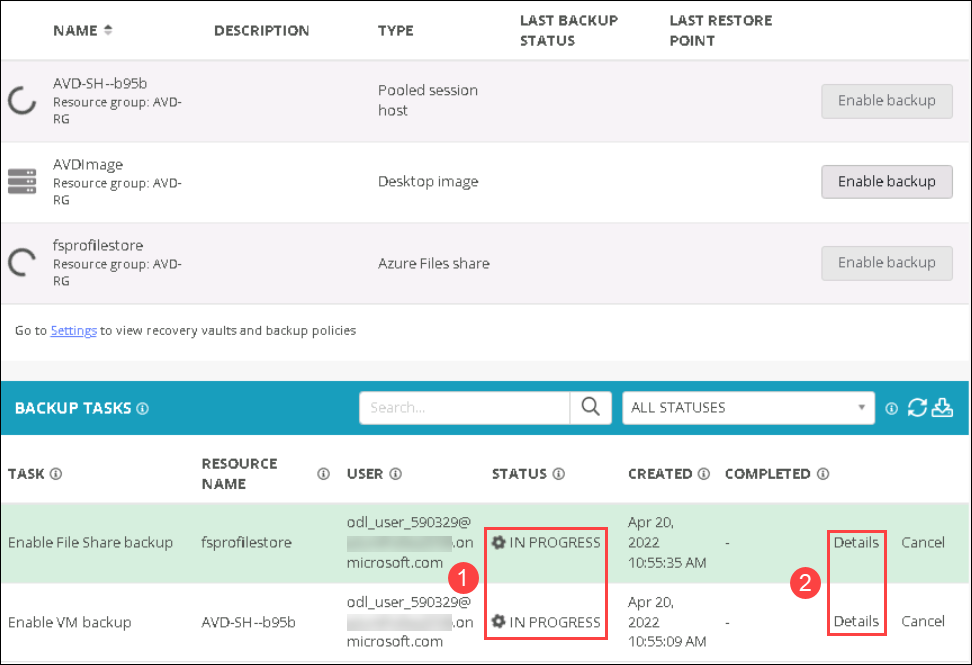 NAME DESCRIPTION TYPE LAST BACKUP STATUS LAST RESTORE POINT
AVD-SH--b95b
Resource group: AVD-
RG
Pooled session
host
Enable backup
AVDImage
Resource group: AVD-
RG
Desktop image
Enable backup
fsprofilestore
Resource group: AVD-
RG
Azure Files share
Enable backup
Go to Settings to view recovery vaults and backup policies
BACKUP TASKS
Search...
ALL STATUSES
TASK RESOURCE NAME USER STATUS CREATED COMPLETED
Enable File Share backup
fsprofilestore
odl_user_590329@
.on
microsoft.com
IN PROGRESS
Apr 20,
2022
10:55:35 AM
-
Details
Cancel
1
2
Enable VM backup
AVD-SH--b95b
odl_user_590329@
.on
microsoft.com
IN PROGRESS
Apr 20,
2022
10:55:09 AM
-
Details
Cancel